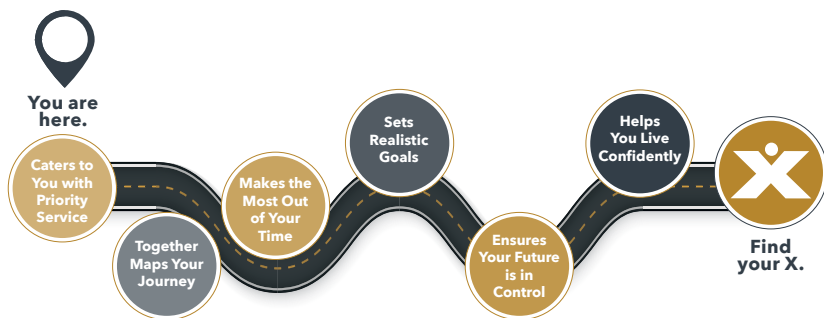 You are
here.
Caters to
You with
Priority
Service
Together
Maps Your
Journey
Makes the
Most Out
of Your
Time
Sets
Realistic
Goals
Ensures
Your Future
is in
Control
Helps
You Live
Confidently
Find
your X.